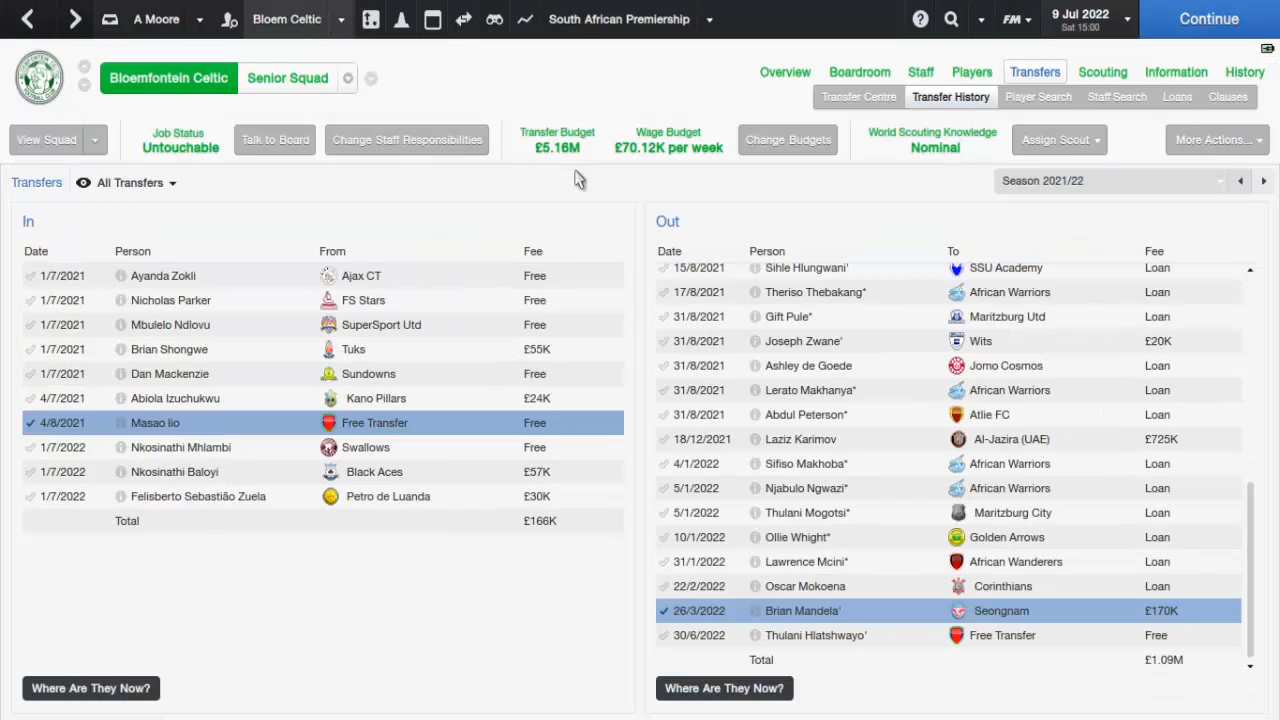 A Moore Bloem Celtic South African Premiership FM 9 Jul 2022 Continue
Sat 15:00
Bloemfontein Celtic Senior Squad
Overview Boardroom Staff Players Transfers Scouting Information History
Transfer Centre Transfer History Player Search Staff Search Loans Clauses
View Squad Job Status Untouchable Talk to Board Change Staff Responsibilities Transfer Budget £5.16M Wage Budget £70.12K per week Change Budgets World Scouting Knowledge Nominal Assign Scout More Actions...
Transfers All Transfers Season 2021/22
In
Date Person From Fee
1/7/2021 Ayanda Zokli Ajax CT Free
1/7/2021 Nicholas Parker FS Stars Free
1/7/2021 Mbulelo Ndlovu SuperSport Utd Free
1/7/2021 Brian Shongwe Tuks £55K
1/7/2021 Dan Mackenzie Sundowns Free
4/7/2021 Abiola Izuchukwu Kano Pillars £24K
4/8/2021 Masao Iio Free Transfer Free
1/7/2022 Nkosinathi Mhlambi Swallows Free
1/7/2022 Nkosinathi Baloyi Black Aces £57K
1/7/2022 Felisberto Sebastião Zuela Petro de Luanda £30K
Total £166K
Where Are They Now?
Out
Date Person To Fee
15/8/2021 Sihle Hlungwani' SSU Academy Loan
17/8/2021 Theriso Thebakang* African Warriors Loan
31/8/2021 Gift Pule* Maritzburg Utd Loan
31/8/2021 Joseph Zwane' Wits £20K
31/8/2021 Ashley de Goede Jomo Cosmos Loan
31/8/2021 Lerato Makhanya* African Warriors Loan
31/8/2021 Abdul Peterson* Atlie FC Loan
18/12/2021 Laziz Karimov Al-Jazira (UAE) £725K
4/1/2022 Sifiso Makhoba* African Warriors Loan
5/1/2022 Njabulo Ngwazi* African Warriors Loan
5/1/2022 Thulani Mogotsi* Maritzburg City Loan
10/1/2022 Ollie Whight* Golden Arrows Loan
31/1/2022 Lawrence Mcini* African Wanderers Loan
22/2/2022 Oscar Mokoena Corinthians Loan
26/3/2022 Brian Mandela' Seongnam £170K
30/6/2022 Thulani Hlatshwayo' Free Transfer Free
Total £1.09M
Where Are They Now?